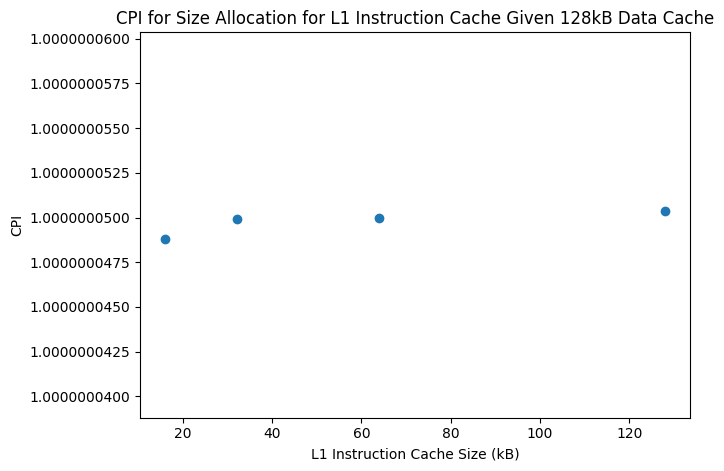 CPI for Size Allocation for L1 Instruction Cache Given 128kB Data Cache
1.0000000600
1.0000000575
1.0000000550
1.0000000525
1.0000000500
1.0000000475
1.0000000450
1.0000000425
1.0000000400
CPI
20 40 60 80 100 120
L1 Instruction Cache Size (kB)